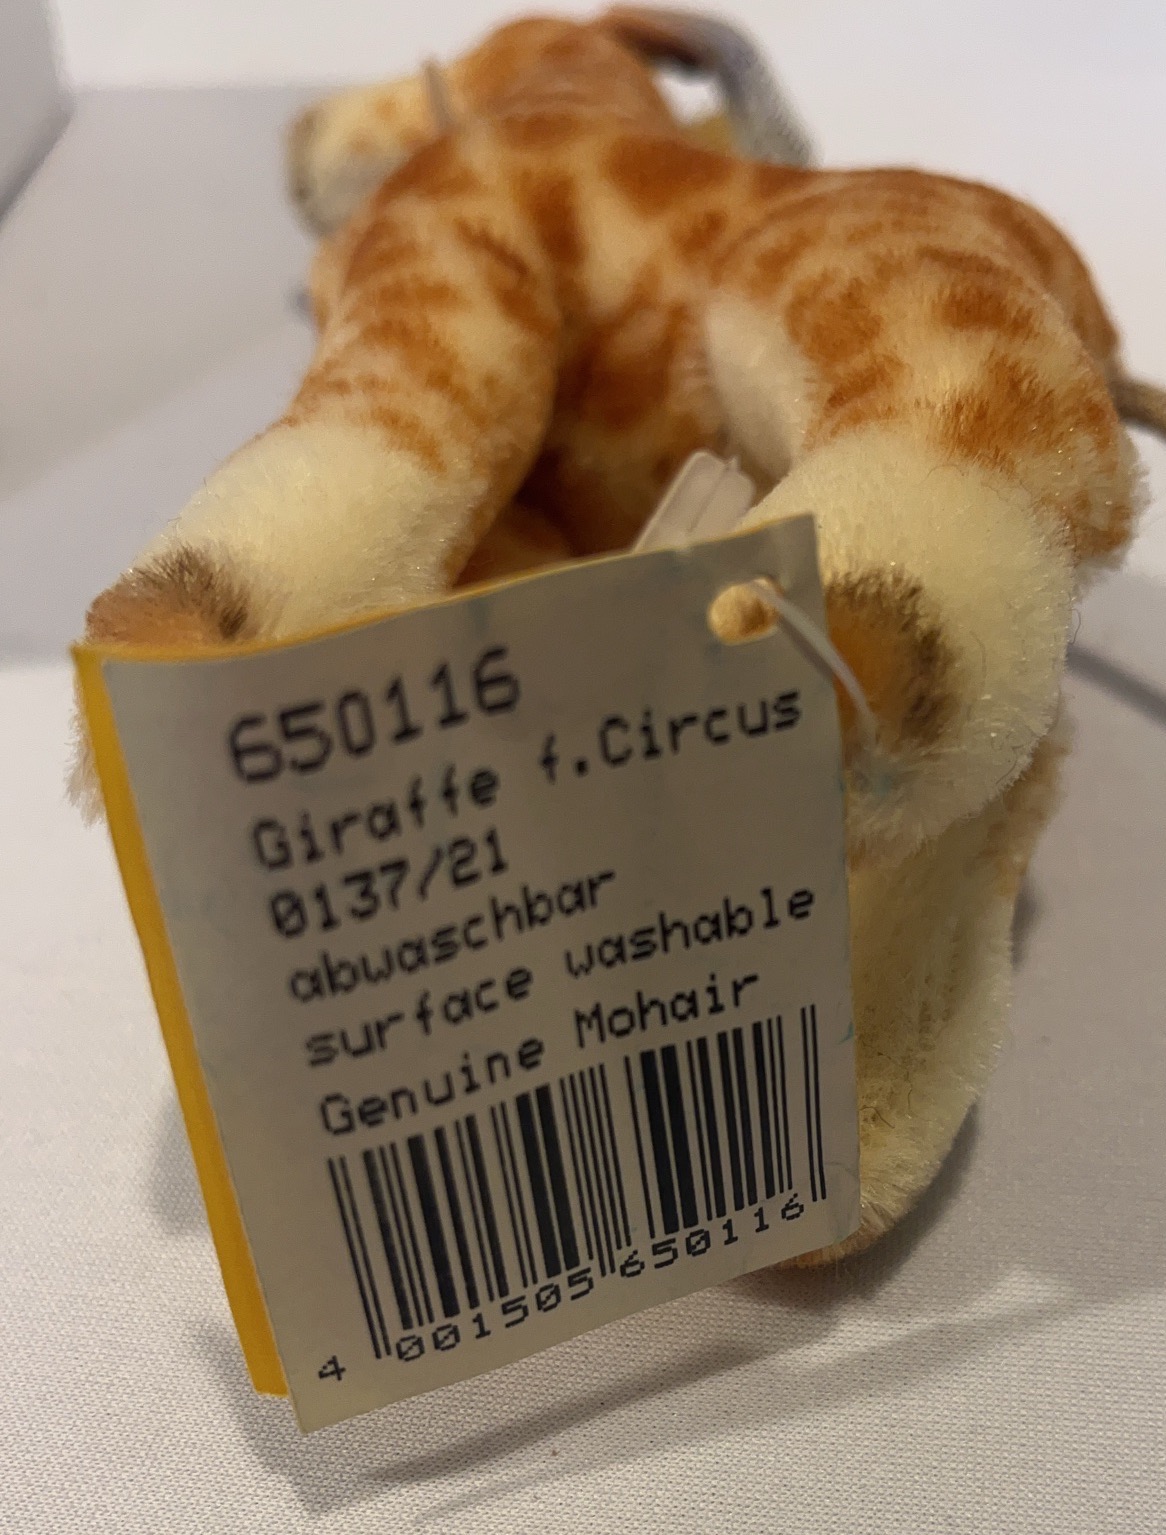 650116
Giraffe f.Circus
0137/21
abwaschbar
surface washable
Genuine Mohair
4 001505 650116